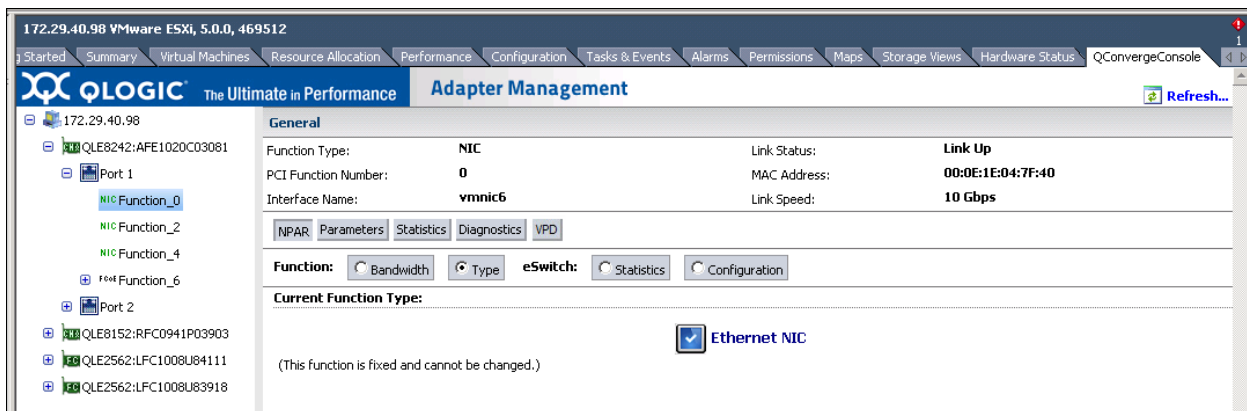 172.29.40.98 VMware ESXi, 5.0.0, 469512
1
g Started Summary Virtual Machines Resource Allocation Performance Configuration Tasks & Events Alarms Permissions Maps Storage Views Hardware Status QConvergeConsole
QLOGIC The Ultimate in Performance Adapter Management
Refresh...
172.29.40.98
General
QLE8242:AFE1020C03081
Function Type: NIC Link Status: Link Up
Port 1
PCI Function Number: 0 MAC Address: 00:0E:1E:04:7F:40
NIC Function_0
Interface Name: vmnic6 Link Speed: 10 Gbps
NIC Function_2
NPAR Parameters Statistics Diagnostics VPD
NIC Function_4
Function: Bandwidth Type eSwitch: Statistics Configuration
FCoE Function_6
Current Function Type:
Port 2
QLE8152:RFC0941P03903
Ethernet NIC
QLE2562:LFC1008U84111
(This function is fixed and cannot be changed.)
QLE2562:LFC1008U83918